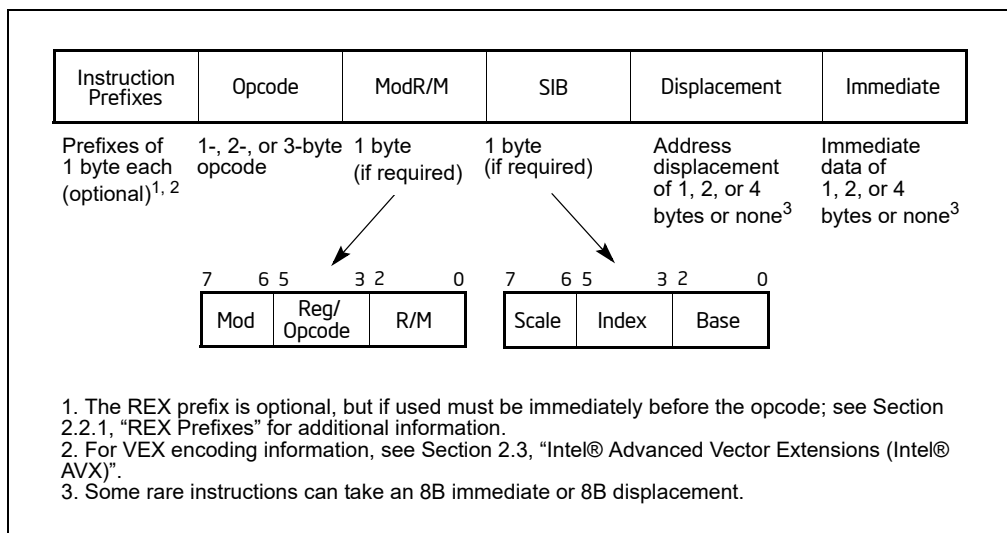 Instruction Prefixes
Opcode
ModR/M
SIB
Displacement
Immediate
Prefixes of
1 byte each
(optional)1, 2
1-, 2-, or 3-byte
opcode
1 byte
(if required)
1 byte
(if required)
Address
displacement
of 1, 2, or 4
bytes or none3
Immediate
data of
1, 2, or 4
bytes or none3
7 6 5 3 2 0
Mod
Reg/
Opcode
R/M
7 6 5 3 2 0
Scale
Index
Base
1. The REX prefix is optional, but if used must be immediately before the opcode; see Section
2.2.1, “REX Prefixes” for additional information.
2. For VEX encoding information, see Section 2.3, “Intel® Advanced Vector Extensions (Intel®
AVX)”.
3. Some rare instructions can take an 8B immediate or 8B displacement.